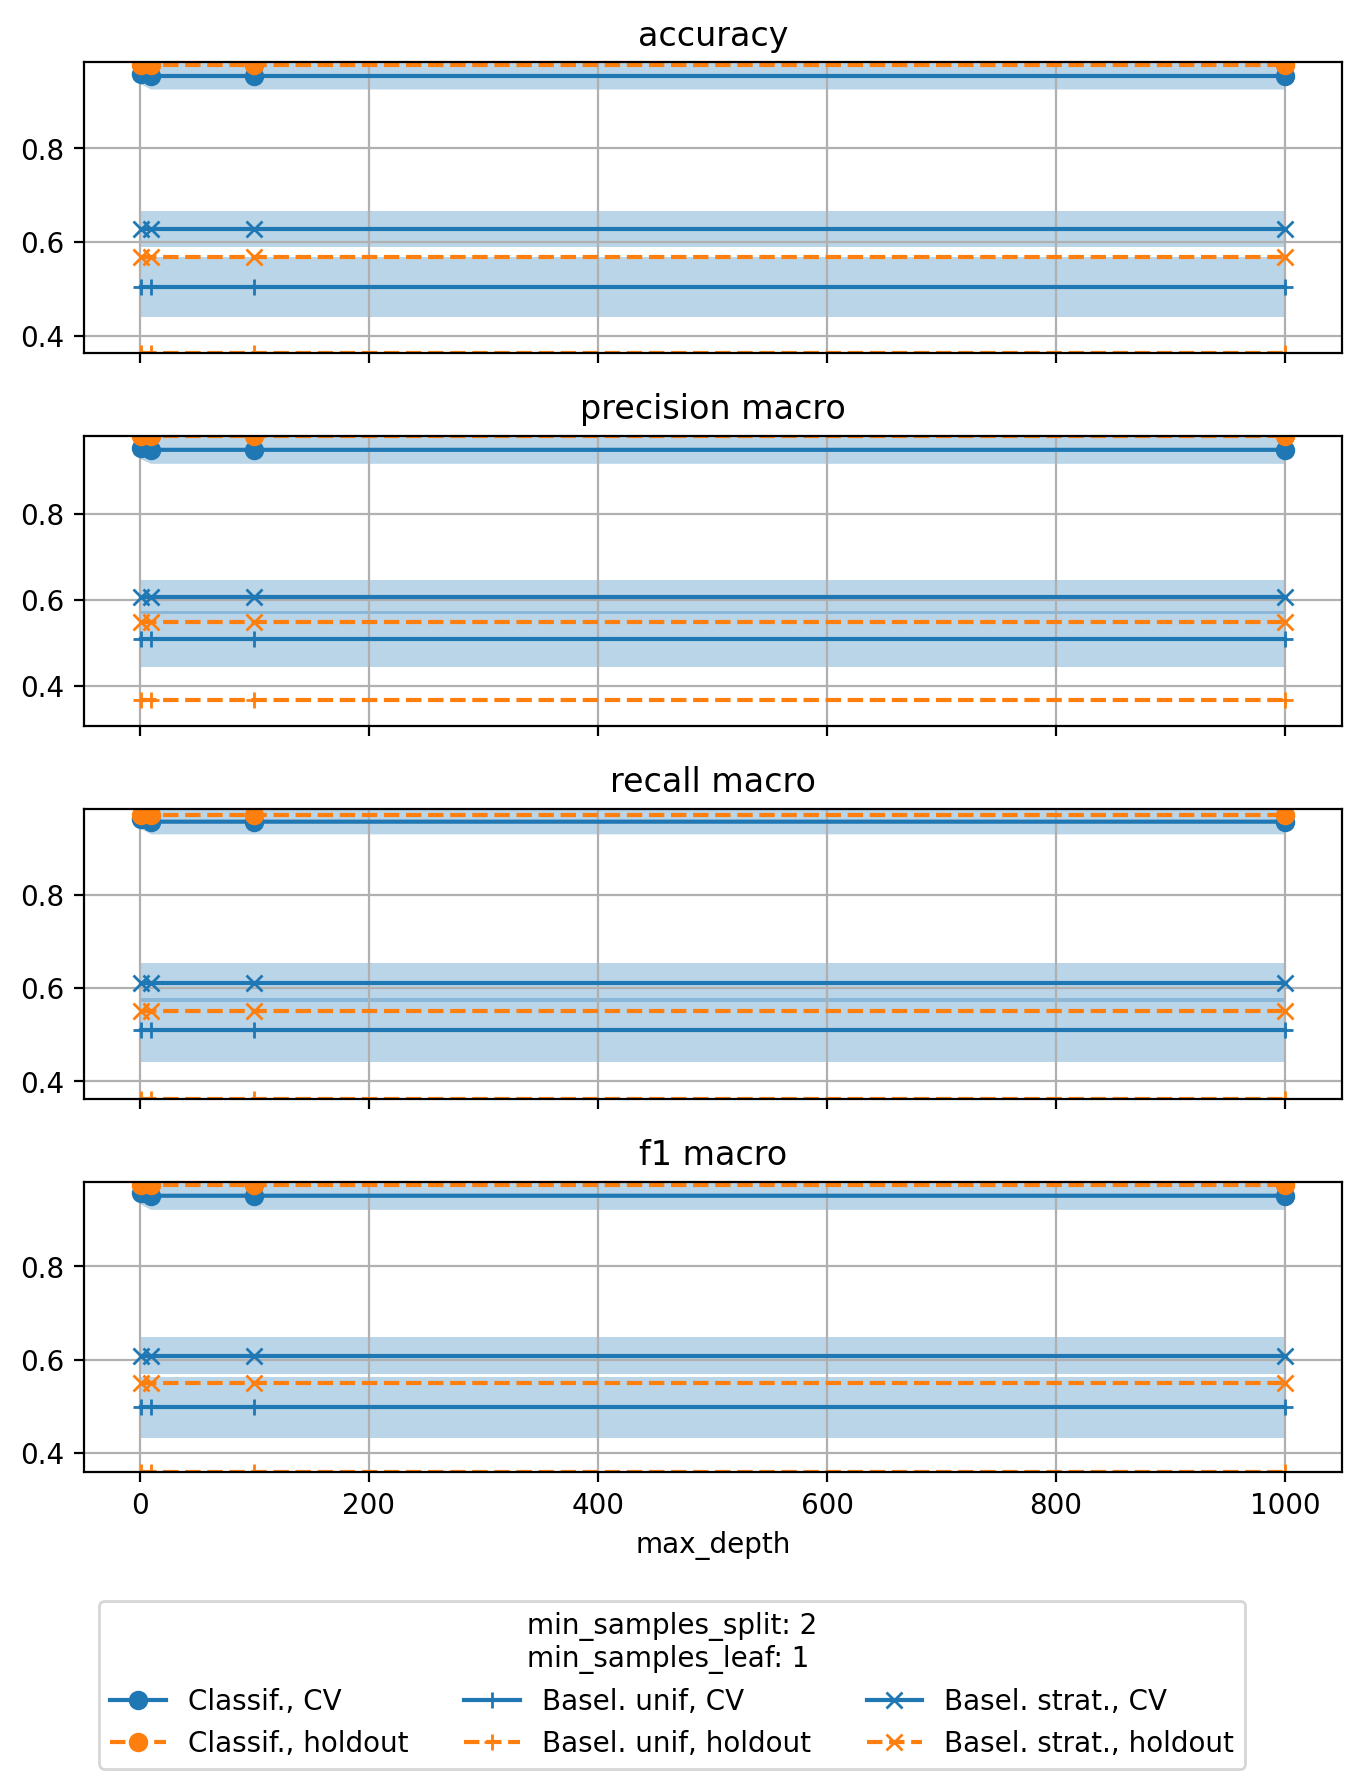 accuracy
0.8
0.6
0.4
precision macro
0.8
0.6
0.4
recall macro
0.8
0.6
0.4
f1 macro
0.8
0.6
0.4
0 200 400 600 800 1000
max_depth
min_samples_split: 2
min_samples_leaf: 1
Classif., CV Basel. unif, CV Basel. strat., CV
Classif., holdout Basel. unif, holdout Basel. strat., holdout